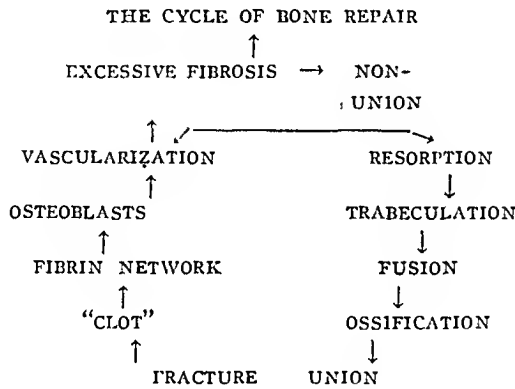 THE CYCLE OF BONE REPAIR
EXCESSIVE FIBROSIS → NON-
UNION
VASCULARIZATION RESORPTION
OSTEOBLASTS TRABECULATION
FIBRIN NETWORK FUSION
"CLOT" OSSIFICATION
FRACTURE UNION